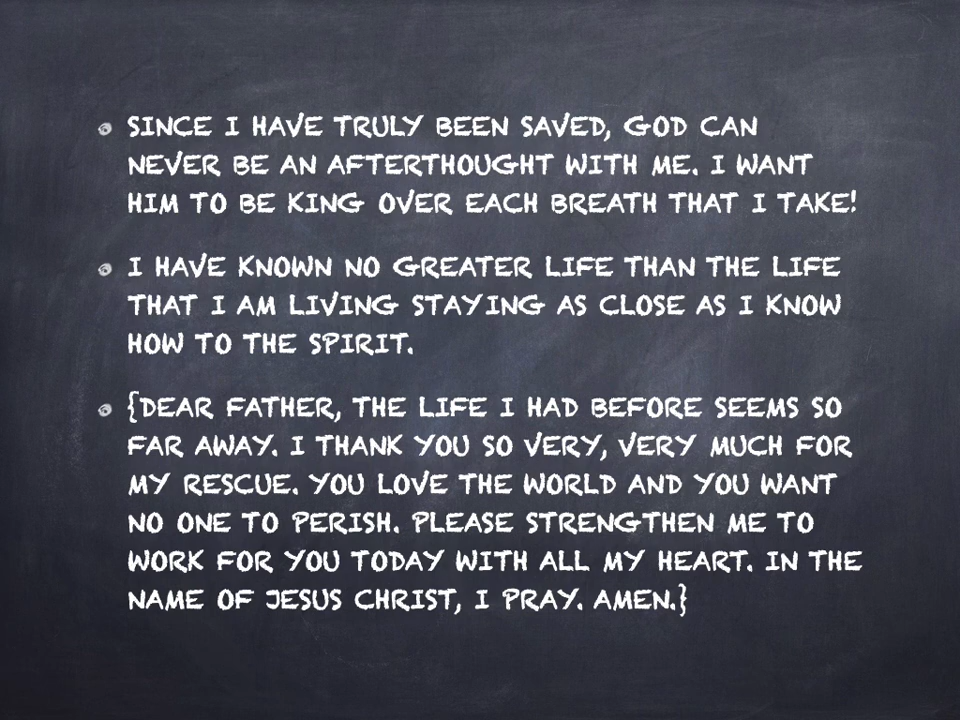 SINCE I HAVE TRULY BEEN SAVED, GOD CAN
NEVER BE AN AFTERTHOUGHT WITH ME. I WANT
HIM TO BE KING OVER EACH BREATH THAT I TAKE!
I HAVE KNOWN NO GREATER LIFE THAN THE LIFE
THAT I AM LIVING STAYING AS CLOSE AS I KNOW
HOW TO THE SPIRIT.
{DEAR FATHER, THE LIFE I HAD BEFORE SEEMS SO
FAR AWAY. I THANK YOU SO VERY, VERY MUCH FOR
MY RESCUE. YOU LOVE THE WORLD AND YOU WANT
NO ONE TO PERISH. PLEASE STRENGTHEN ME TO
WORK FOR YOU TODAY WITH ALL MY HEART. IN THE
NAME OF JESUS CHRIST, I PRAY. AMEN.}